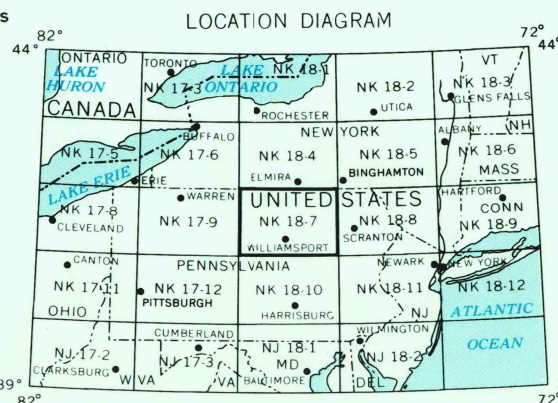 s
LOCATION DIAGRAM
82°
72°
44°
44°
ONTARIO
TORONTO
LAKE
NK 18-1
VT
LAKE
HURON
NK 17-3
ONTARIO
NK 18-2
NK 18-3
GLENS FALLS
CANADA
ROCHESTER
UTICA
BUFFALO
NEW YORK
ALBANY
NH
NK 17-5
NK 17-6
NK 18-4
NK 18-5
NK 18-6
LAKE ERIE
ERIE
ELMIRA
BINGHAMTON
MASS
WARREN
UNITED STATES
HARTFORD
NK 17-8
NK 17-9
NK 18-7
NK 18-8
CONN
CLEVELAND
WILLIAMSPORT
SCRANTON
NK 18-9
CANTON
PENNSYLVANIA
NEWARK
NEW YORK
NK 17-11
NK 17-12
NK 18-10
NK 18-11
NK 18-12
PITTSBURGH
HARRISBURG
NJ
ATLANTIC
OHIO
CUMBERLAND
WILMINGTON
OCEAN
NJ 17-2
NJ 17-3
NJ 18-1
NJ 18-2
CLARKSBURG
W VA
VA
MD
BALTIMORE
DEL
39°
82°
72°